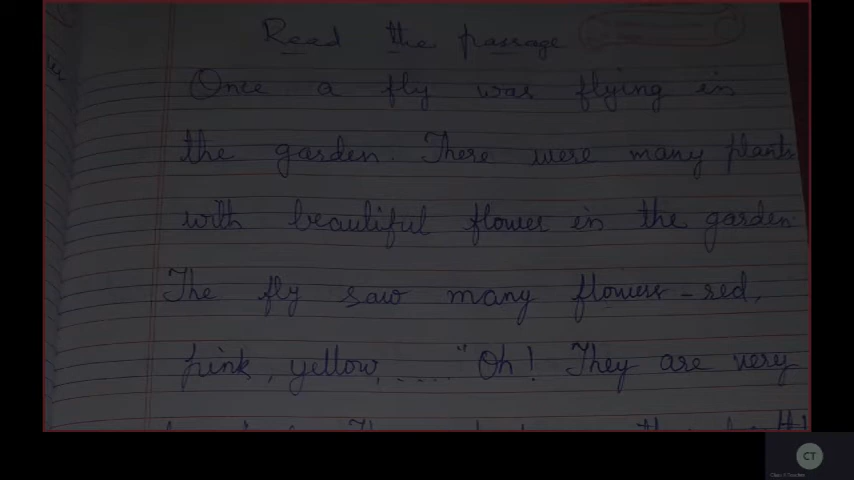 Read the passage
Once a fly was flying in
the garden. There were many plants
with beautiful flower in the garden.
The fly saw many flowers - red,
pink, yellow, .... "Oh! They are very
CT